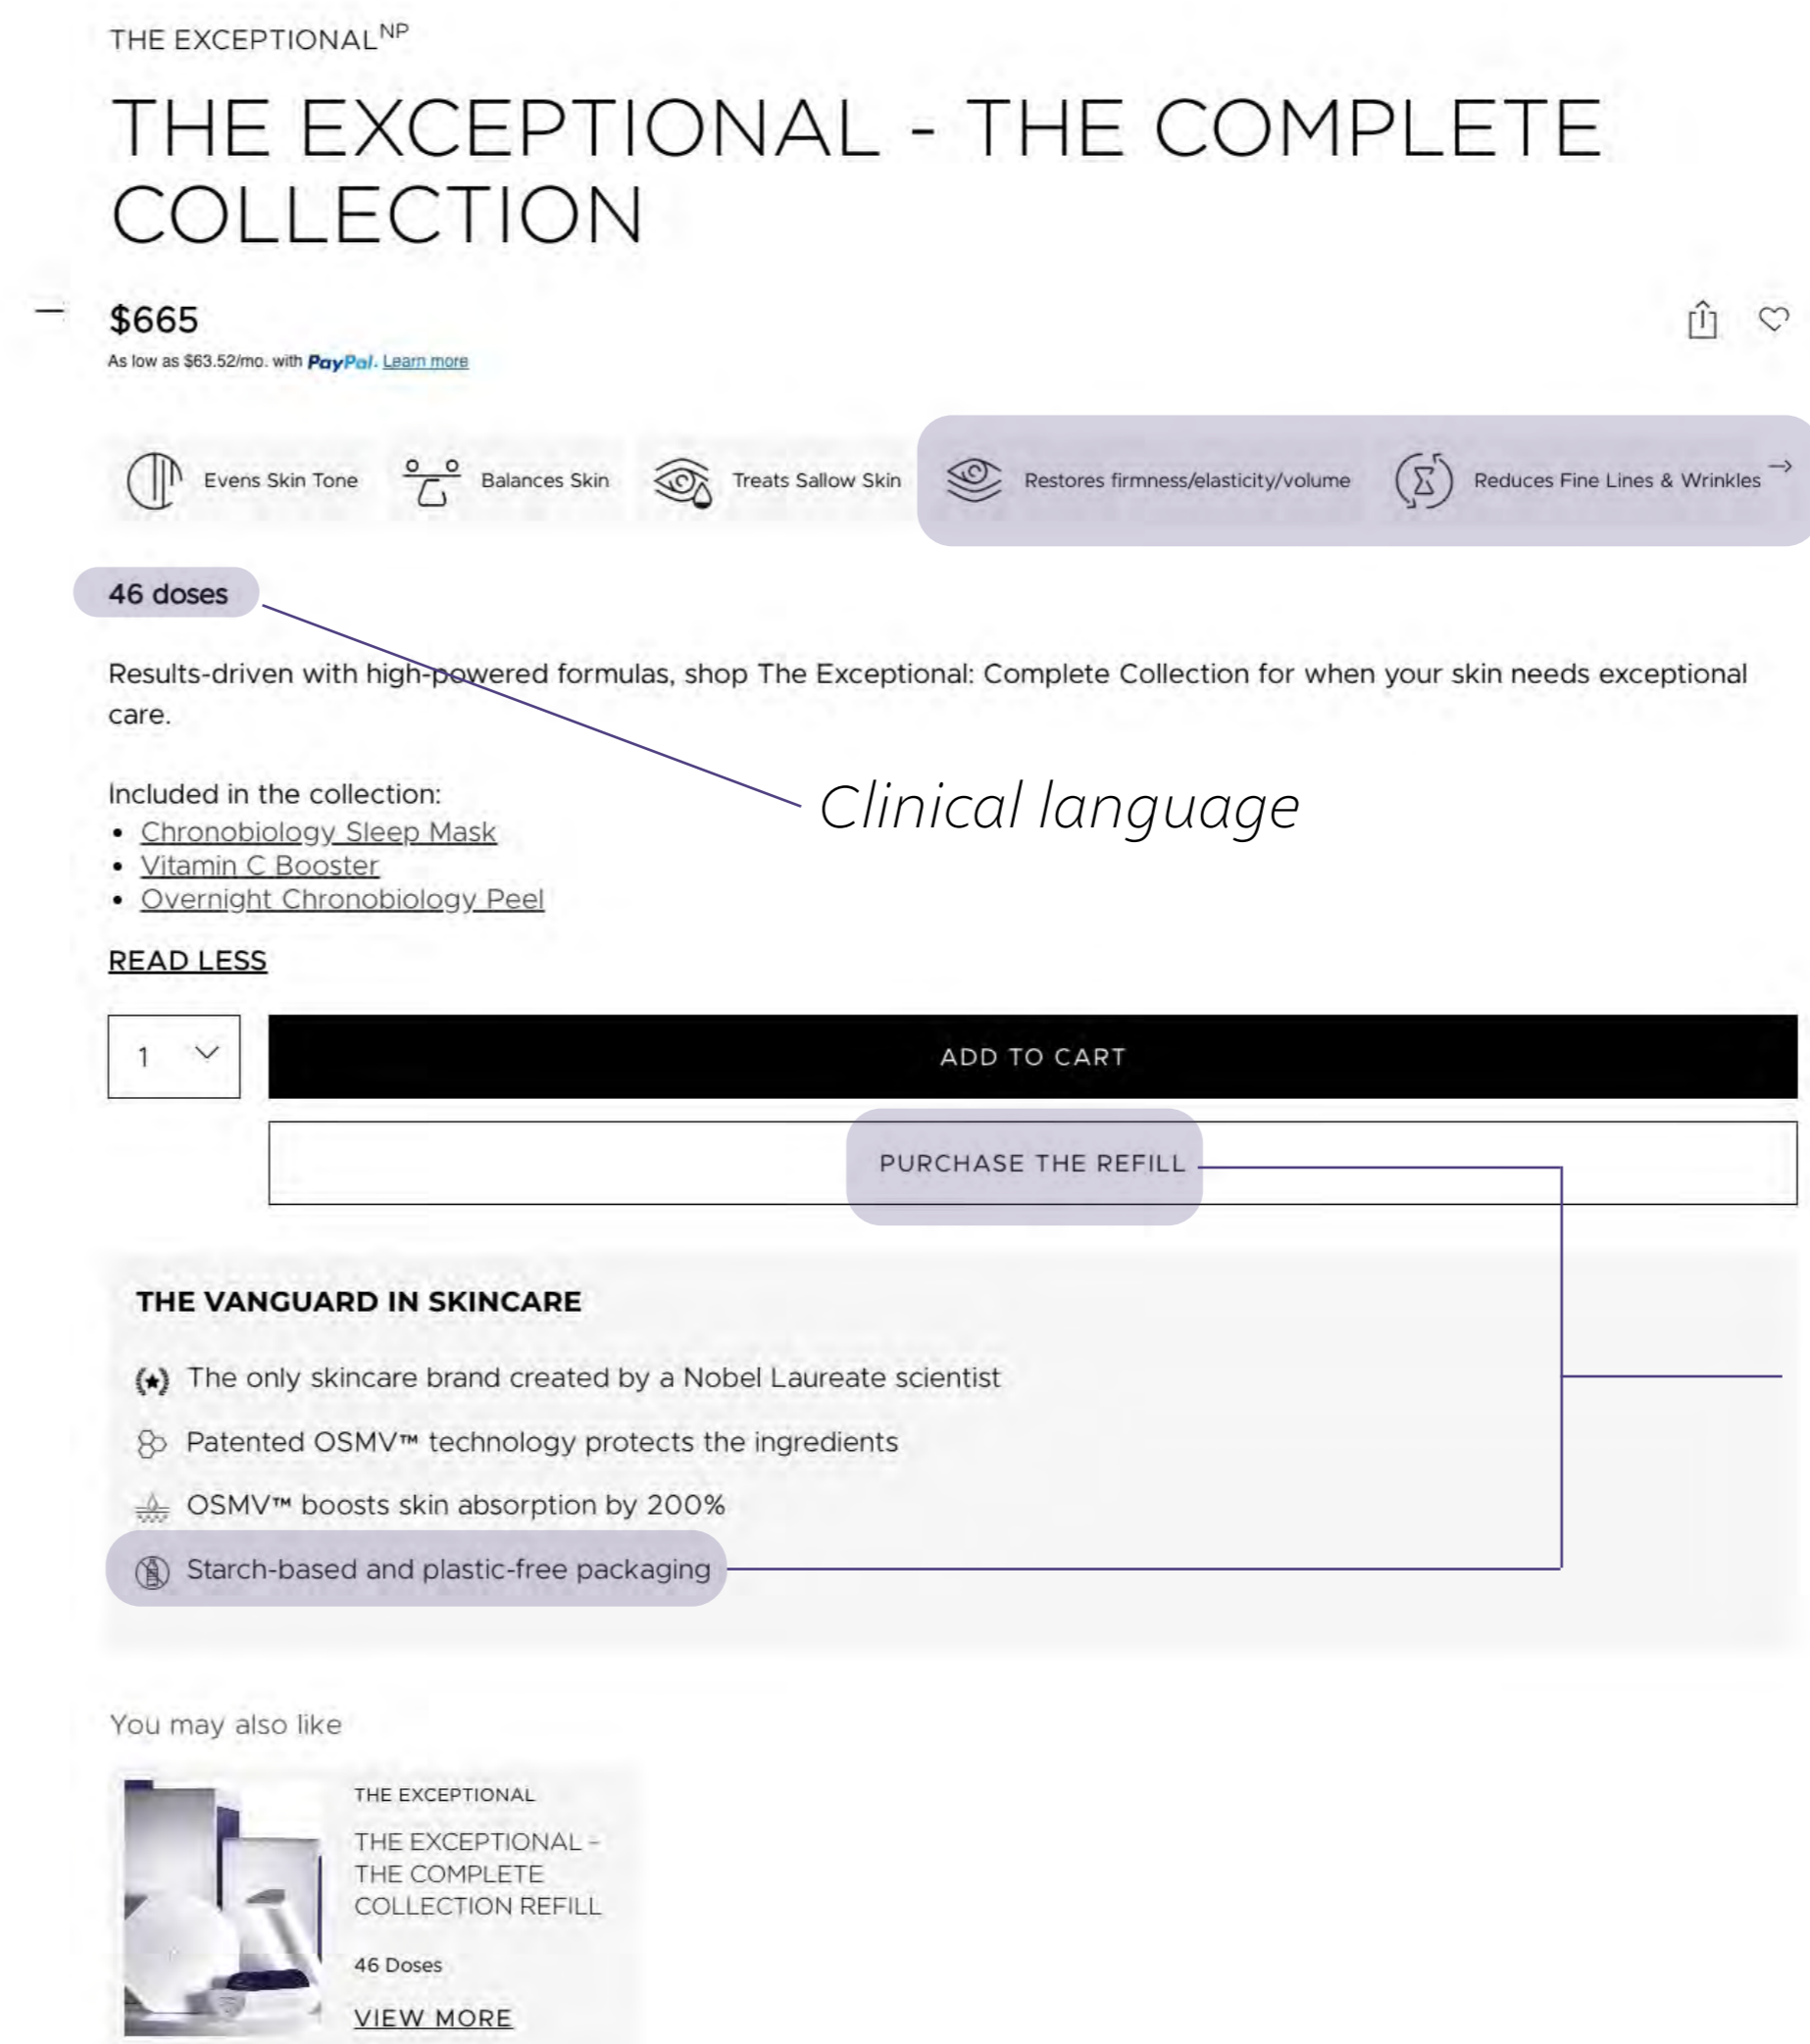 THE EXCEPTIONALNP
THE EXCEPTIONAL - THE COMPLETE
COLLECTION
$665
As low as $63.52/mo. with PayPal. Learn more
Evens Skin Tone Balances Skin Treats Sallow Skin Restores firmness/elasticity/volume Reduces Fine Lines & Wrinkles →
46 doses
Results-driven with high-powered formulas, shop The Exceptional: Complete Collection for when your skin needs exceptional
care.
Clinical language
Included in the collection:
• Chronobiology Sleep Mask
• Vitamin C Booster
• Overnight Chronobiology Peel
READ LESS
1 ADD TO CART
PURCHASE THE REFILL
THE VANGUARD IN SKINCARE
The only skincare brand created by a Nobel Laureate scientist
Patented OSMV™ technology protects the ingredients
OSMV™ boosts skin absorption by 200%
Starch-based and plastic-free packaging
You may also like
THE EXCEPTIONAL
THE EXCEPTIONAL –
THE COMPLETE
COLLECTION REFILL
46 Doses
VIEW MORE